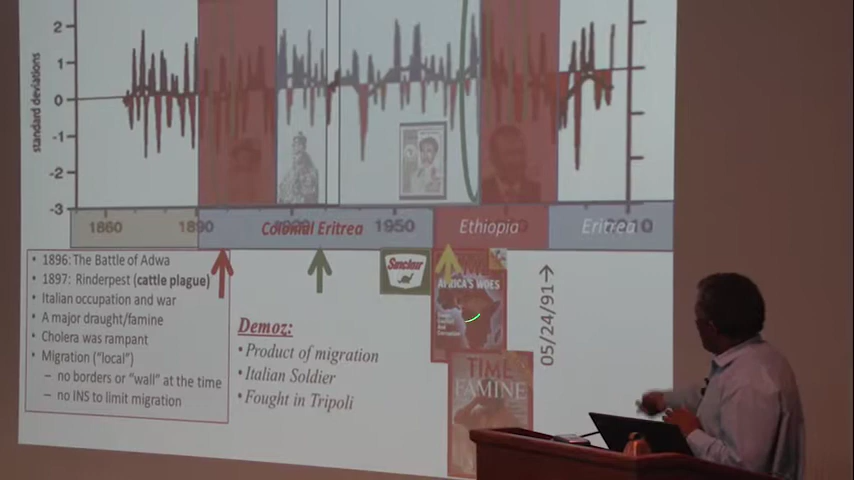 2
1
0
-1
-2
-3
standard deviations
1860
1890
1950
2010
Colonial Eritrea
Ethiopia
Eritrea
• 1896: The Battle of Adwa
• 1897: Rinderpest (cattle plague)
• Italian occupation and war
• A major draught/famine
• Cholera was rampant
• Migration ("local")
– no borders or "wall" at the time
– no INS to limit migration
Demoz:
• Product of migration
• Italian Soldier
• Fought in Tripoli
Sinclair
AFRICA'S WOES
TIME
FAMINE
05/24/91